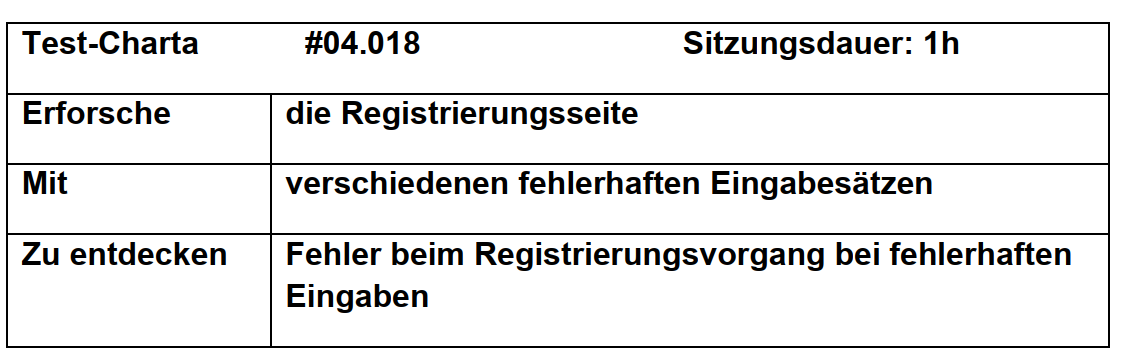 Test-Charta #04.018 Sitzungsdauer: 1h
Erforsche die Registrierungsseite
Mit verschiedenen fehlerhaften Eingabesätzen
Zu entdecken Fehler beim Registrierungsvorgang bei fehlerhaften
Eingaben